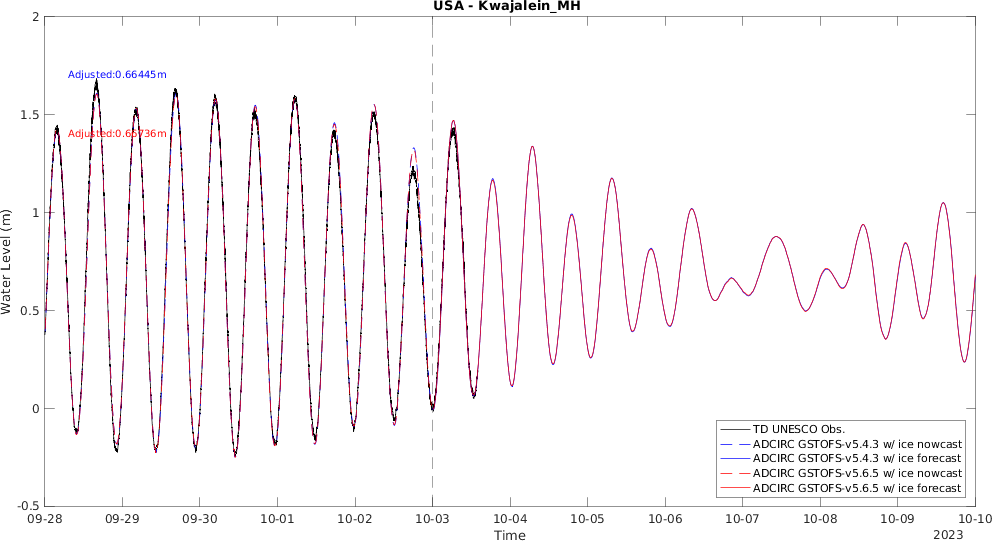 USA - Kwajalein_MH
2
1.5
1
0.5
0
-0.5
Water Level (m)
Adjusted:0.66445m
Adjusted:0.65736m
TD UNESCO Obs.
ADCIRC GSTOFS-v5.4.3 w/ ice nowcast
ADCIRC GSTOFS-v5.4.3 w/ ice forecast
ADCIRC GSTOFS-v5.6.5 w/ ice nowcast
ADCIRC GSTOFS-v5.6.5 w/ ice forecast
09-28 09-29 09-30 10-01 10-02 10-03 10-04 10-05 10-06 10-07 10-08 10-09 10-10
Time
2023